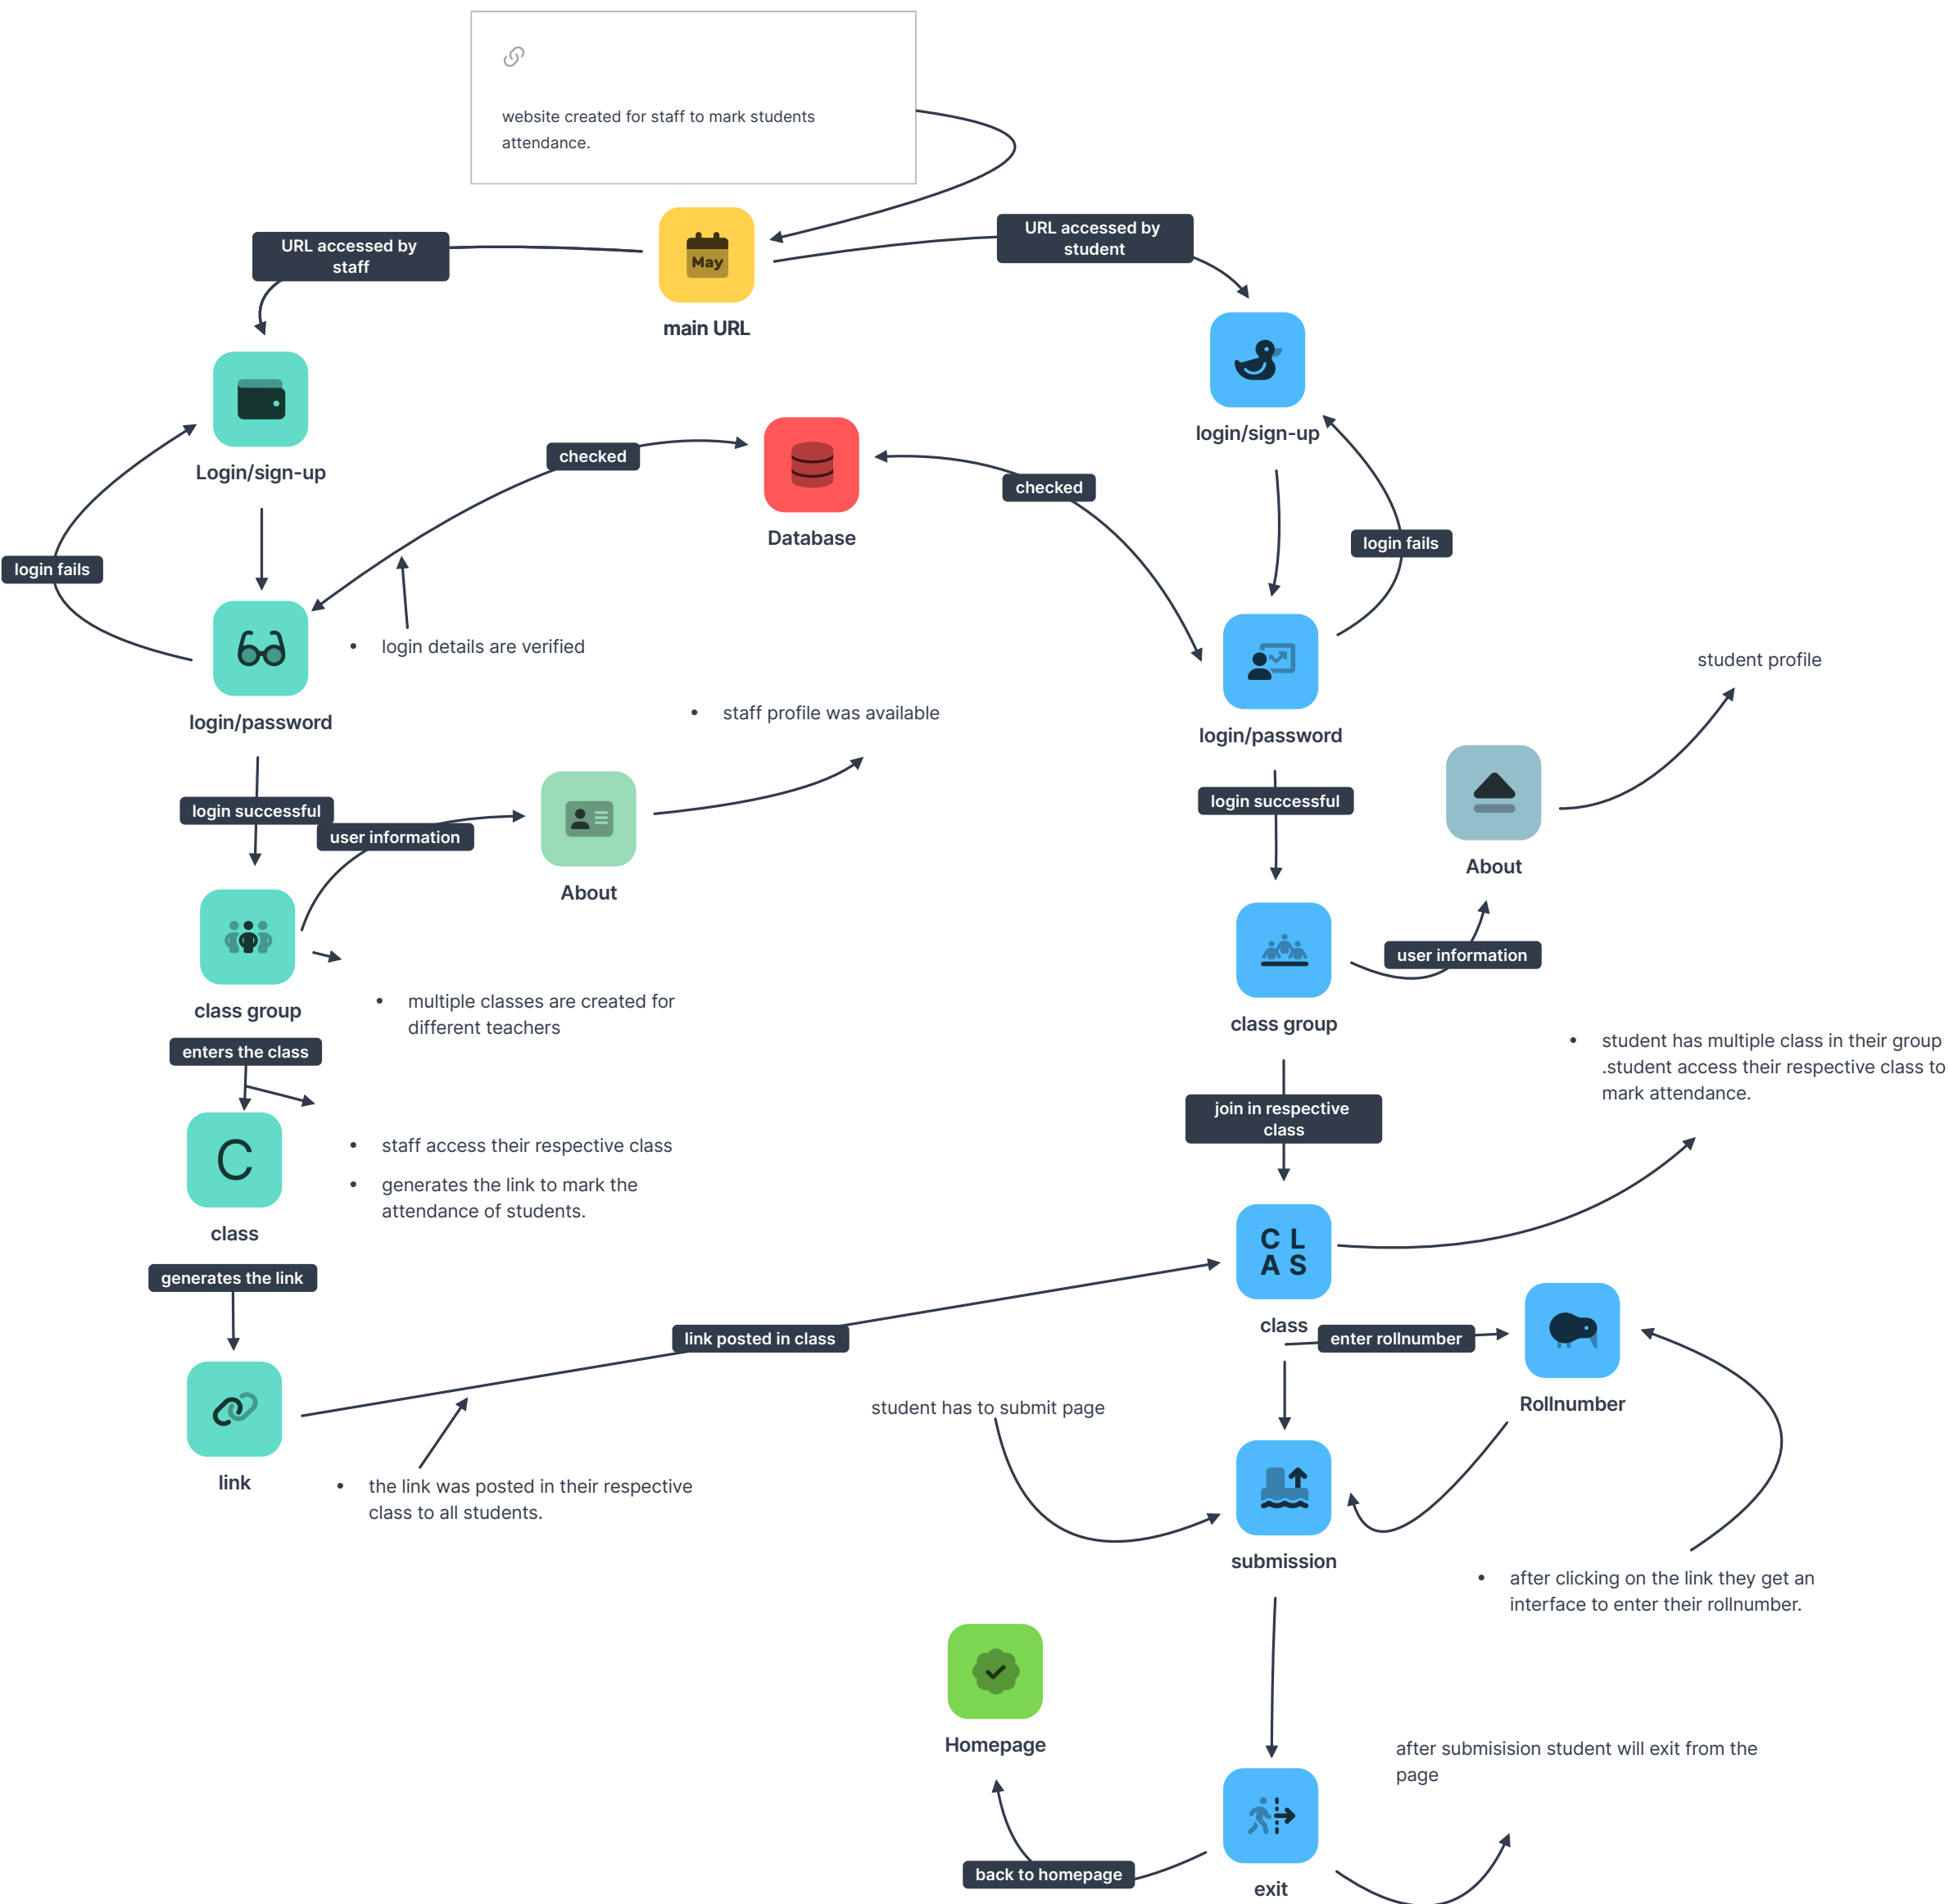 website created for staff to mark students
attendance.
URL accessed by
staff
May
main URL
URL accessed by
student
Login/sign-up
login/sign-up
checked
Database
checked
login fails
login fails
• login details are verified
login/password
login/password
student profile
• staff profile was available
login successful
user information
About
login successful
About
class group
• multiple classes are created for
different teachers
class group
user information
enters the class
• student has multiple class in their group
.student access their respective class to
mark attendance.
join in respective
class
C
class
• staff access their respective class
• generates the link to mark the
attendance of students.
generates the link
C L
A S
class
link posted in class
enter rollnumber
Rollnumber
link
student has to submit page
• the link was posted in their respective
class to all students.
submission
• after clicking on the link they get an
interface to enter their rollnumber.
Homepage
after submisision student will exit from the
page
back to homepage
exit